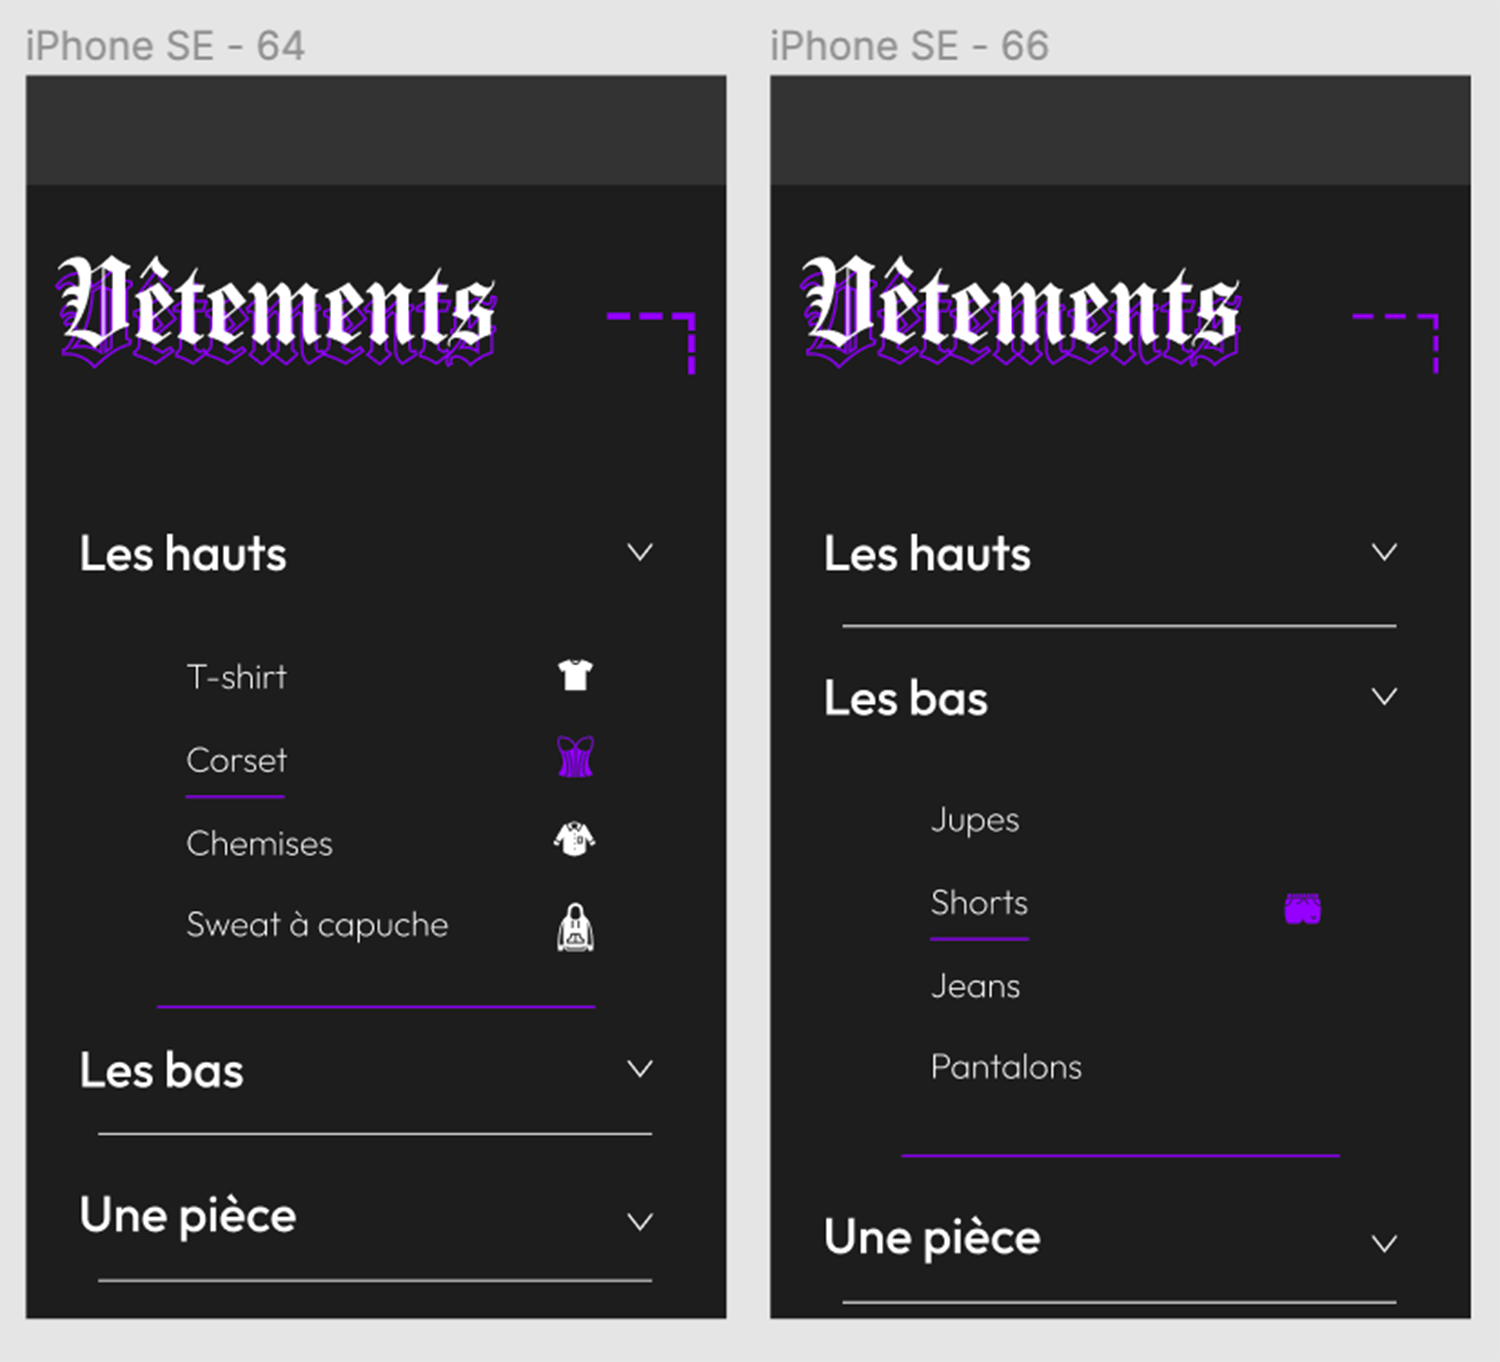 iPhone SE - 64
Vêtements
Les hauts
T-shirt
Corset
Chemises
Sweat à capuche
Les bas
Une pièce
iPhone SE - 66
Vêtements
Les hauts
Les bas
Jupes
Shorts
Jeans
Pantalons
Une pièce